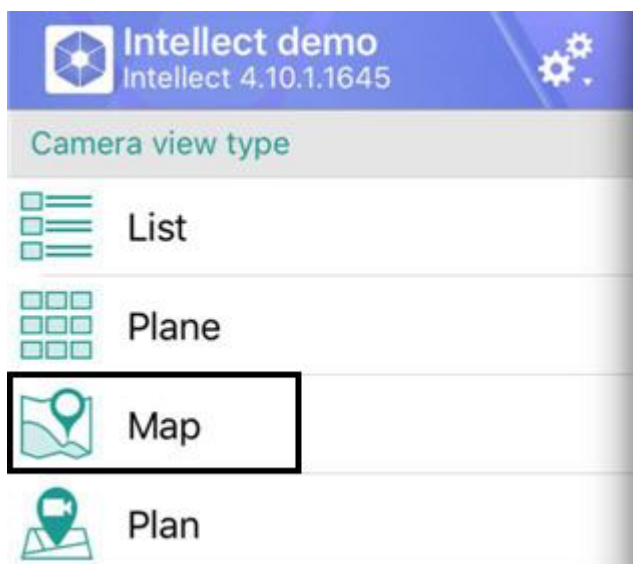 Intellect demo
Intellect 4.10.1.1645
Camera view type
List
Plane
Map
Plan